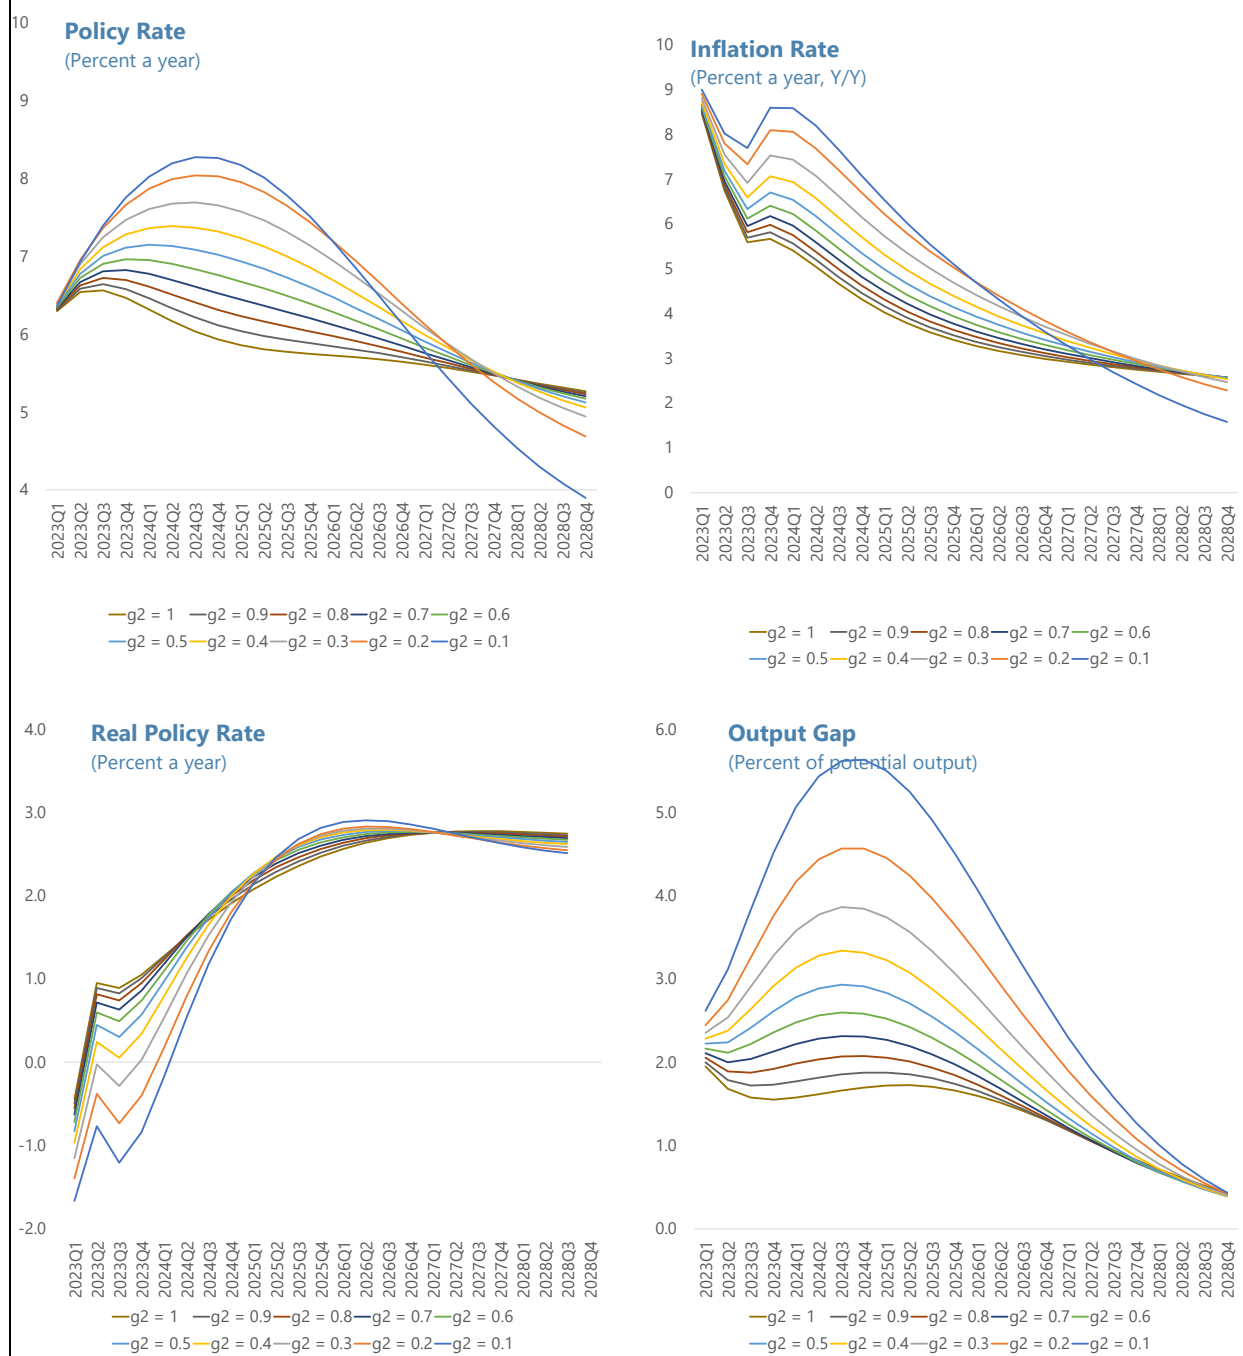 Policy Rate
(Percent a year)
10
9
8
7
6
5
4
2023Q1 2023Q2 2023Q3 2023Q4 2024Q1 2024Q2 2024Q3 2024Q4 2025Q1 2025Q2 2025Q3 2025Q4 2026Q1 2026Q2 2026Q3 2026Q4 2027Q1 2027Q2 2027Q3 2027Q4 2028Q1 2028Q2 2028Q3 2028Q4
g2 = 1 g2 = 0.9 g2 = 0.8 g2 = 0.7 g2 = 0.6
g2 = 0.5 g2 = 0.4 g2 = 0.3 g2 = 0.2 g2 = 0.1
Inflation Rate
(Percent a year, Y/Y)
10
9
8
7
6
5
4
3
2
1
0
2023Q1 2023Q2 2023Q3 2023Q4 2024Q1 2024Q2 2024Q3 2024Q4 2025Q1 2025Q2 2025Q3 2025Q4 2026Q1 2026Q2 2026Q3 2026Q4 2027Q1 2027Q2 2027Q3 2027Q4 2028Q1 2028Q2 2028Q3 2028Q4
g2 = 1 g2 = 0.9 g2 = 0.8 g2 = 0.7 g2 = 0.6
g2 = 0.5 g2 = 0.4 g2 = 0.3 g2 = 0.2 g2 = 0.1
Real Policy Rate
(Percent a year)
4.0
3.0
2.0
1.0
0.0
-1.0
-2.0
2023Q1 2023Q2 2023Q3 2023Q4 2024Q1 2024Q2 2024Q3 2024Q4 2025Q1 2025Q2 2025Q3 2025Q4 2026Q1 2026Q2 2026Q3 2026Q4 2027Q1 2027Q2 2027Q3 2027Q4 2028Q1 2028Q2 2028Q3 2028Q4
g2 = 1 g2 = 0.9 g2 = 0.8 g2 = 0.7 g2 = 0.6
g2 = 0.5 g2 = 0.4 g2 = 0.3 g2 = 0.2 g2 = 0.1
Output Gap
(Percent of potential output)
6.0
5.0
4.0
3.0
2.0
1.0
0.0
2023Q1 2023Q2 2023Q3 2023Q4 2024Q1 2024Q2 2024Q3 2024Q4 2025Q1 2025Q2 2025Q3 2025Q4 2026Q1 2026Q2 2026Q3 2026Q4 2027Q1 2027Q2 2027Q3 2027Q4 2028Q1 2028Q2 2028Q3 2028Q4
g2 = 1 g2 = 0.9 g2 = 0.8 g2 = 0.7 g2 = 0.6
g2 = 0.5 g2 = 0.4 g2 = 0.3 g2 = 0.2 g2 = 0.1